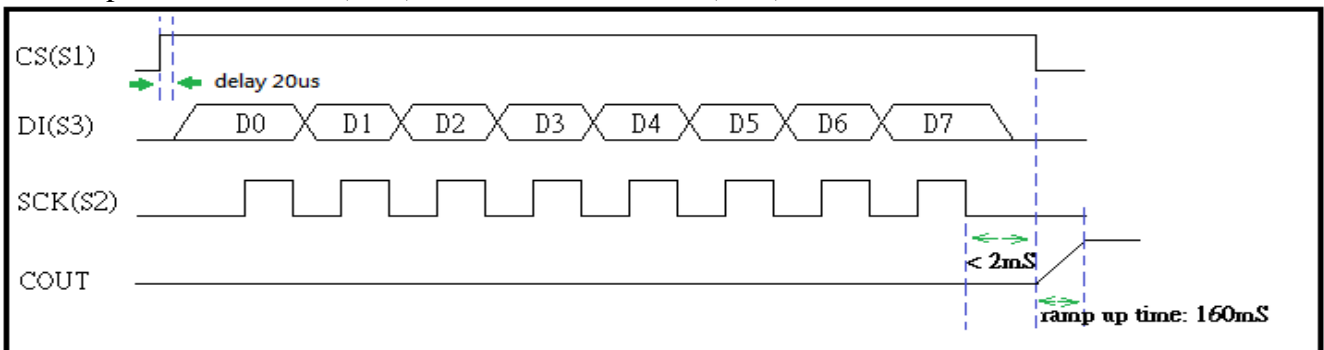 CS(S1)
delay 20us
DI(S3) D0 D1 D2 D3 D4 D5 D6 D7
SCK(S2)
< 2mS
COUT
ramp up time: 160mS